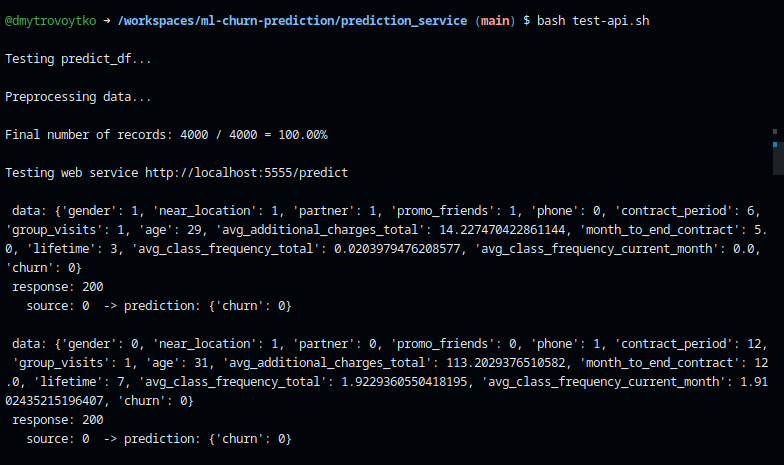 @dmytrovoytko ➜ /workspaces/ml-churn-prediction/prediction_service (main) $ bash test-api.sh
Testing predict_df...
Preprocessing data...
Final number of records: 4000 / 4000 = 100.00%
Testing web service http://localhost:5555/predict
data: {'gender': 1, 'near_location': 1, 'partner': 1, 'promo_friends': 1, 'phone': 0, 'contract_period': 6,
'group_visits': 1, 'age': 29, 'avg_additional_charges_total': 14.227470422861144, 'month_to_end_contract': 5.
0, 'lifetime': 3, 'avg_class_frequency_total': 0.0203979476208577, 'avg_class_frequency_current_month': 0.0,
'churn': 0}
response: 200
source: 0 -> prediction: {'churn': 0}
data: {'gender': 0, 'near_location': 1, 'partner': 0, 'promo_friends': 0, 'phone': 1, 'contract_period': 12,
'group_visits': 1, 'age': 31, 'avg_additional_charges_total': 113.2029376510582, 'month_to_end_contract': 12
.0, 'lifetime': 7, 'avg_class_frequency_total': 1.9229360550418195, 'avg_class_frequency_current_month': 1.91
02435215196407, 'churn': 0}
response: 200
source: 0 -> prediction: {'churn': 0}